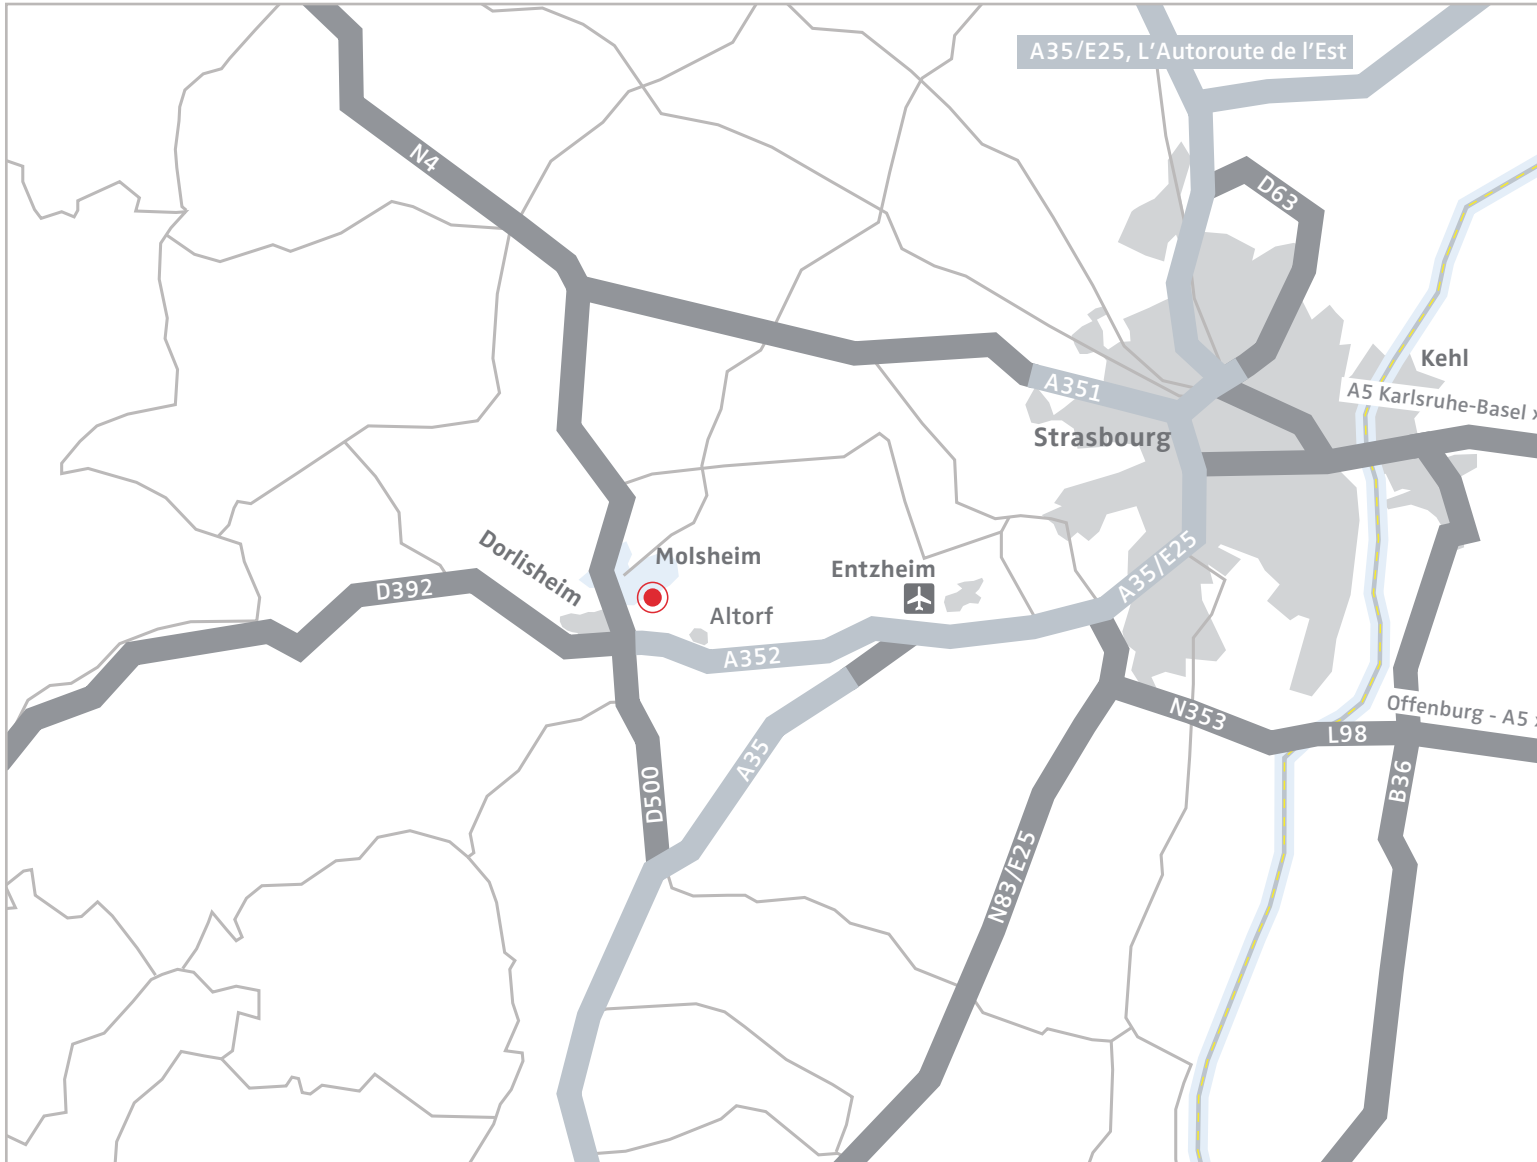 A35/E25, L'Autoroute de l'Est
N4
D63
Kehl
A351
A5 Karlsruhe-Basel ›
Strasbourg
Dorlisheim
Molsheim
Entzheim
A35/E25
D392
Altorf
A352
N353
Offenburg - A5 ›
L98
A35
D500
B36
N83/E25